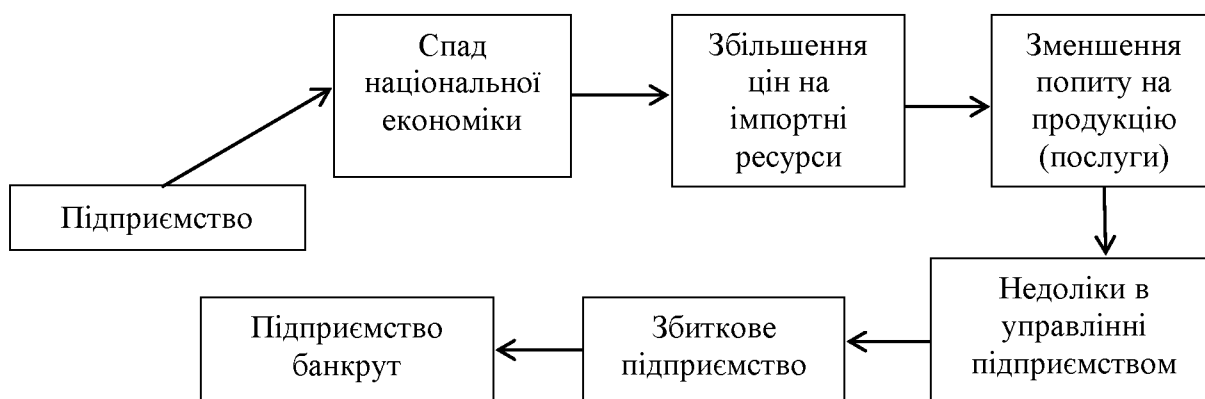 Підприємство
Спад
національної
економіки
Збільшення
цін на
імпортні
ресурси
Зменшення
попиту на
продукцію
(послуги)
Недоліки в
управлінні
підприємством
Збиткове
підприємство
Підприємство
банкрут